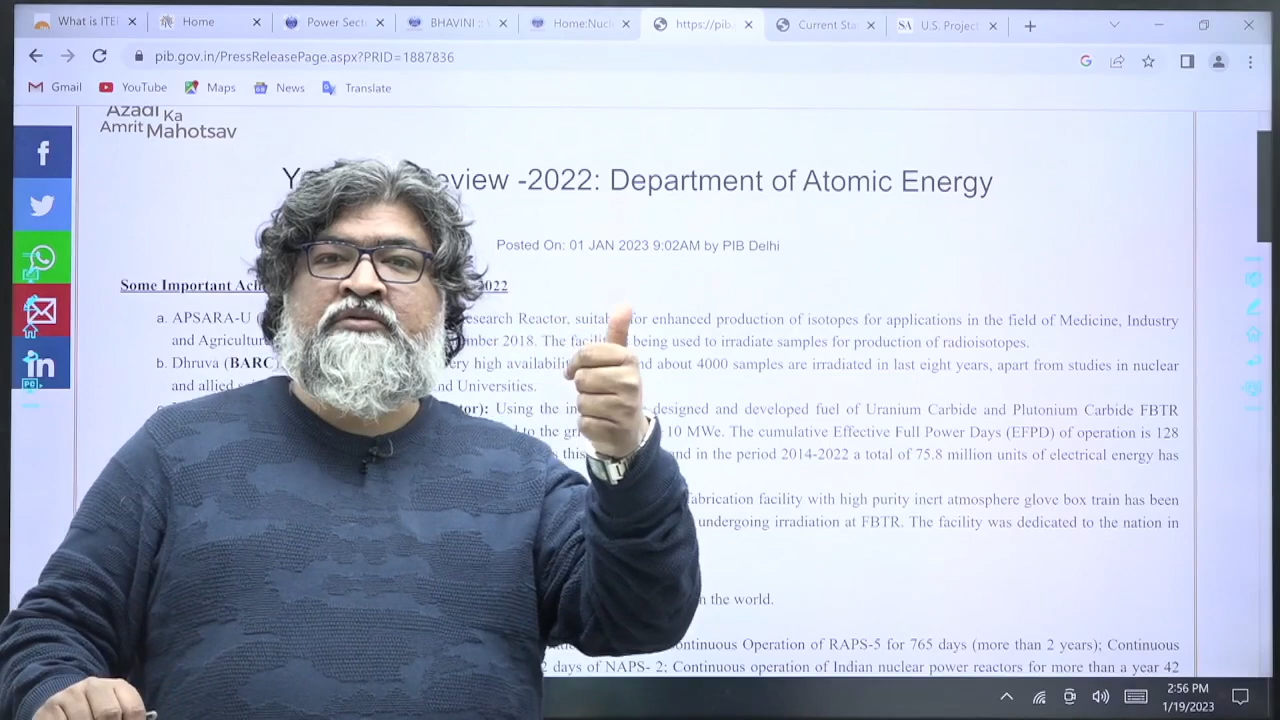 What is ITE
Home
Power Sect
BHAVINI ::
Home:Nucl
https://pib.
Current Sta
SA U.S. Project
pib.gov.in/PressReleasePage.aspx?PRID=1887836
Gmail
YouTube
Maps
News
Translate
Azadi Ka
Amrit Mahotsav
eview -2022: Department of Atomic Energy
Posted On: 01 JAN 2023 9:02AM by PIB Delhi
Some Important 2022
a. APSARA-U ( esearch Reactor, suitab for enhanced production of isotopes for applications in the field of Medicine, Industry
and Agricultur mber 2018. The facili being used to irradiate samples for production of radioisotopes.
b. Dhruva (BARC) ery high availability nd about 4000 samples are irradiated in last eight years, apart from studies in nuclear
and allied nd Universities.
tor): Using the in designed and developed fuel of Uranium Carbide and Plutonium Carbide FBTR
d to the gri 10 MWe. The cumulative Effective Full Power Days (EFPD) of operation is 128
this und in the period 2014-2022 a total of 75.8 million units of electrical energy has
fabrication facility with high purity inert atmosphere glove box train has been
undergoing irradiation at FBTR. The facility was dedicated to the nation in
n the world.
ontinuous Operation of RAPS-5 for 765 days (more than 2 years); Continuous
2 days of NAPS- 2; Continuous operation of Indian nuclear power reactors for more than a year 42
2:56 PM
1/19/2023